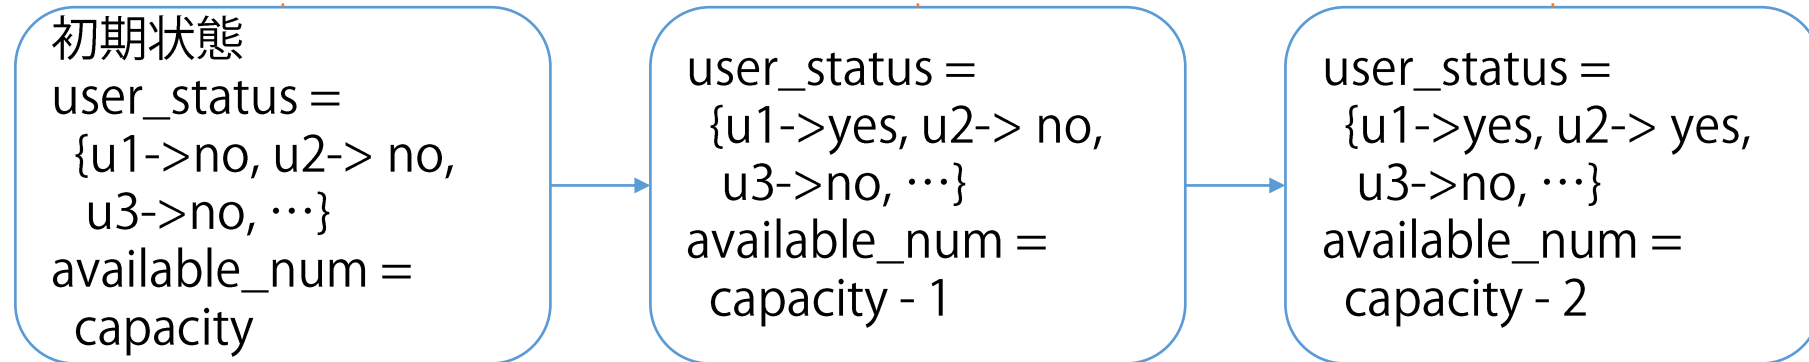 初期状態
user_status =
{u1->no, u2-> no,
u3->no, …}
available_num =
capacity
user_status =
{u1->yes, u2-> no,
u3->no, …}
available_num =
capacity - 1
user_status =
{u1->yes, u2-> yes,
u3->no, …}
available_num =
capacity - 2